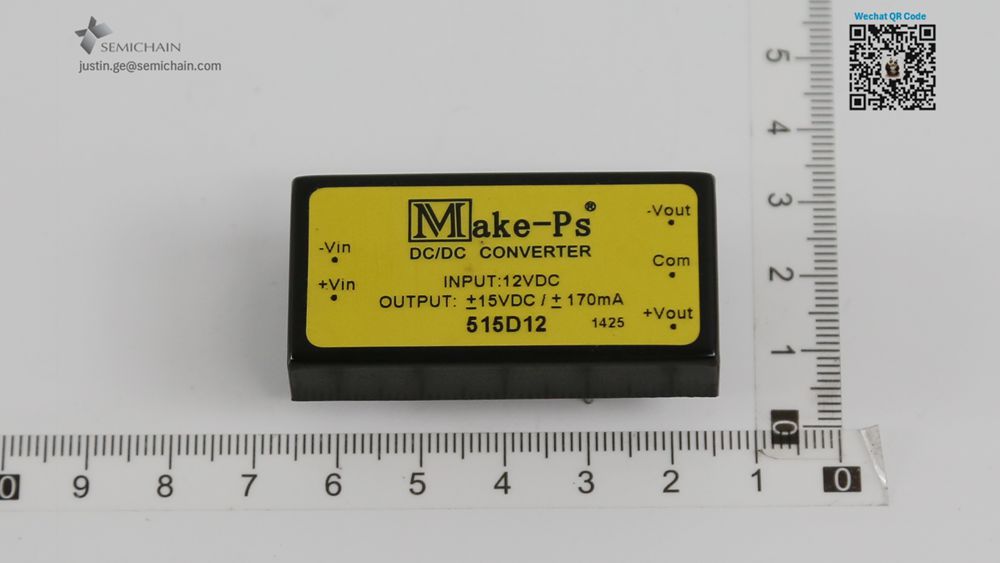 SEMICHAIN
justin.ge@semichain.com
Wechat QR Code
Make-Ps®
DC/DC CONVERTER
INPUT:12VDC
OUTPUT: ±15VDC / ± 170mA
515D12 1425
-Vin
+Vin
-Vout
Com
+Vout
5
4
3
2
1
0
0 9 8 7 6 5 4 3 2 1 0